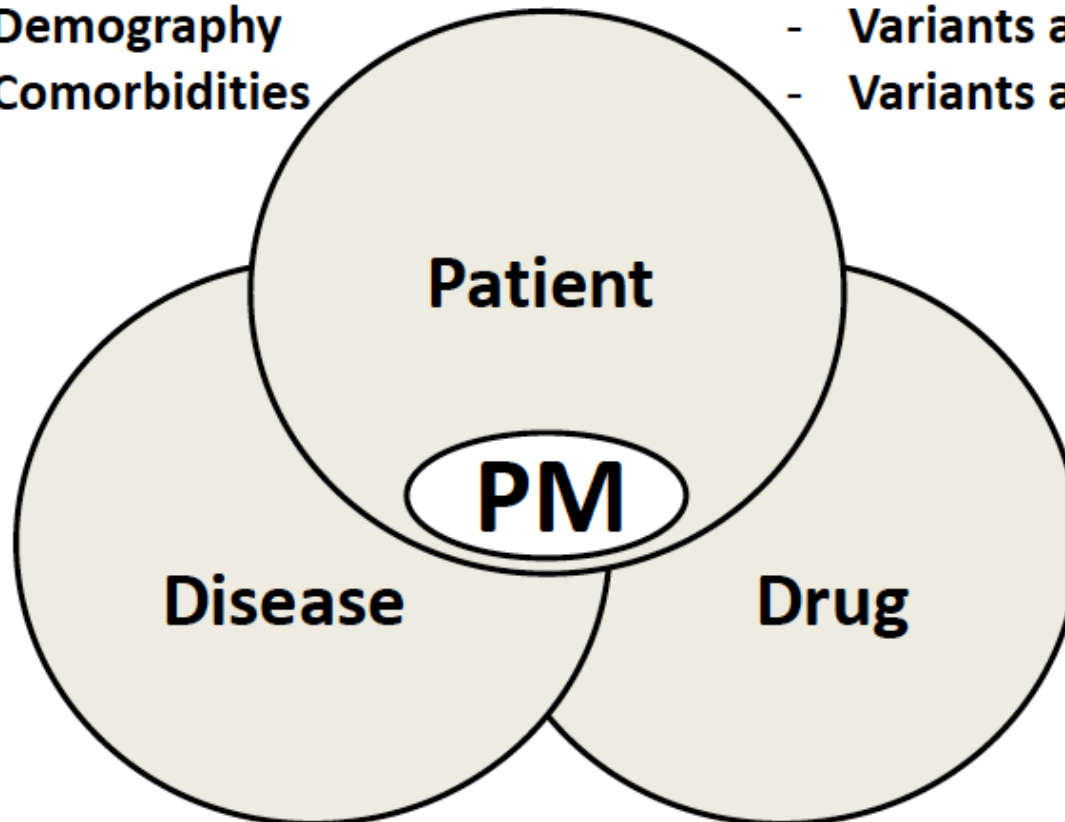 Demography
Comorbidities
- Variants a
- Variants a
Patient
PM
Disease
Drug